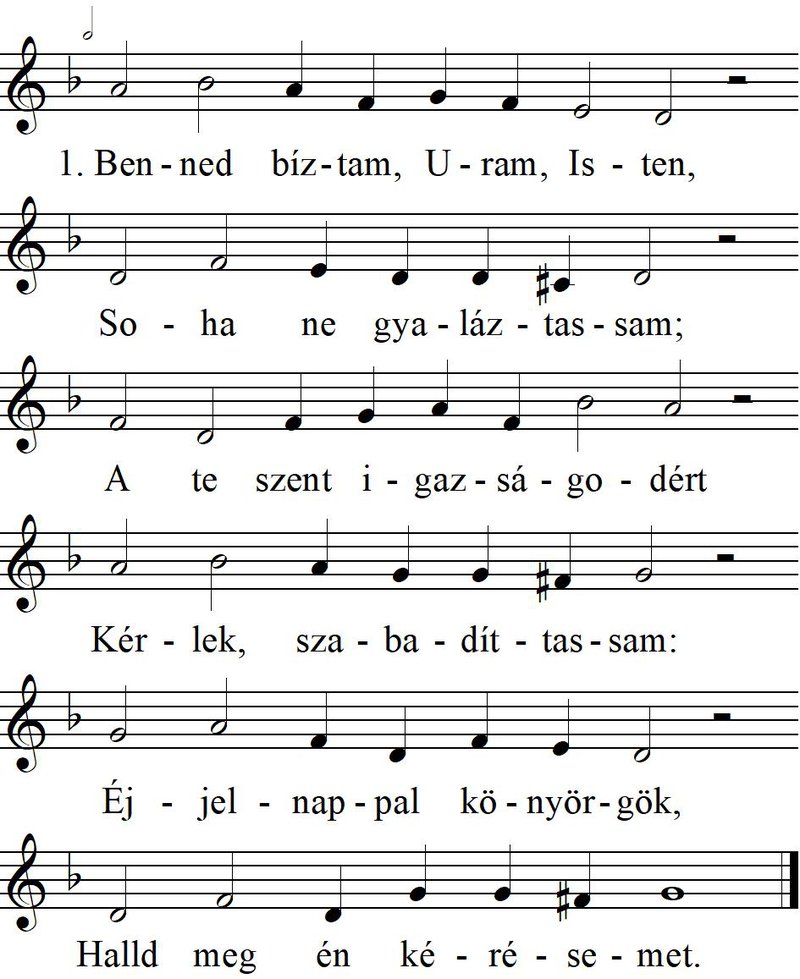 1. Ben - ned bíz - tam, U - ram, Is - ten,
So - ha ne gya - láz - tas - sam;
A te szent i - gaz - sá - go - dért
Kér - lek, sza - ba - dít - tas - sam:
Éj - jel - nap - pal kö - nyör - gök,
Halld meg én ké - ré - se - met.